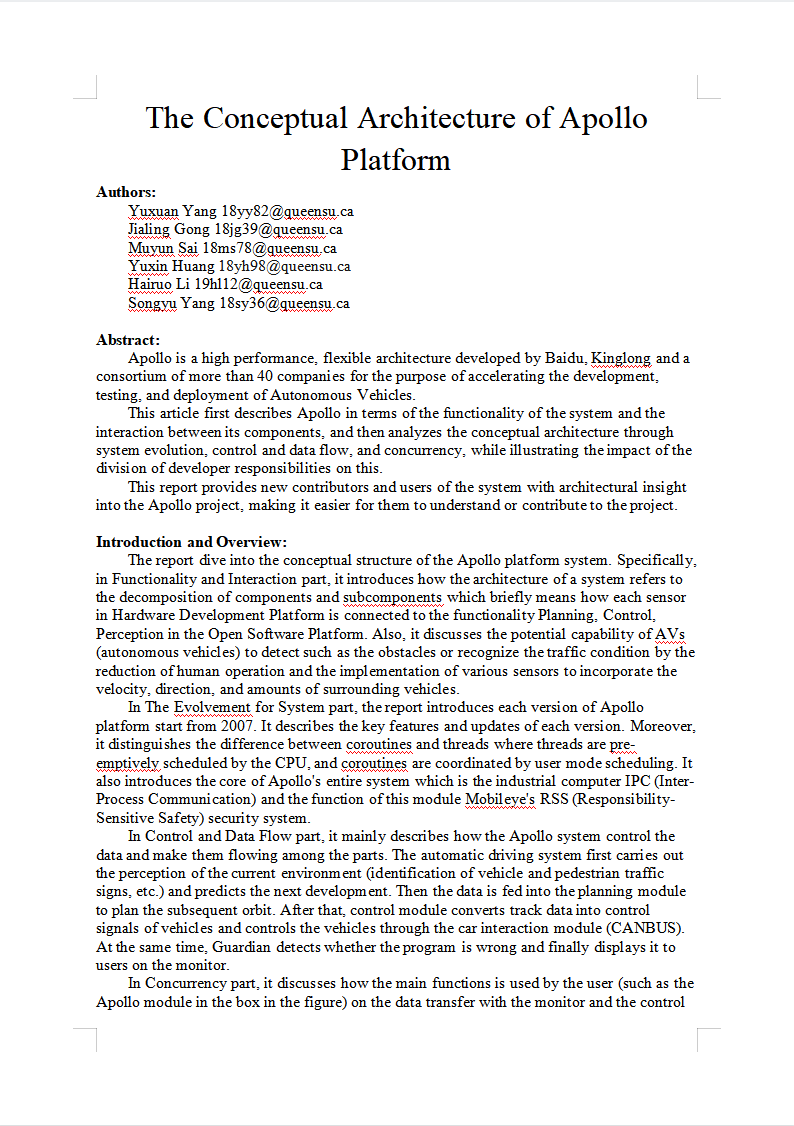 The Conceptual Architecture of Apollo
Platform
Authors:
Yuxuan Yang 18yy82@queensu.ca
Jialing Gong 18jg39@queensu.ca
Muyun Sai 18ms78@queensu.ca
Yuxin Huang 18yh98@queensu.ca
Hairuo Li 19hl12@queensu.ca
Songyu Yang 18sy36@queensu.ca
Abstract:
Apollo is a high performance, flexible architecture developed by Baidu, Kinglong and a
consortium of more than 40 companies for the purpose of accelerating the development,
testing, and deployment of Autonomous Vehicles.
This article first describes Apollo in terms of the functionality of the system and the
interaction between its components, and then analyzes the conceptual architecture through
system evolution, control and data flow, and concurrency, while illustrating the impact of the
division of developer responsibilities on this.
This report provides new contributors and users of the system with architectural insight
into the Apollo project, making it easier for them to understand or contribute to the project.
Introduction and Overview:
The report dive into the conceptual structure of the Apollo platform system. Specifically,
in Functionality and Interaction part, it introduces how the architecture of a system refers to
the decomposition of components and subcomponents which briefly means how each sensor
in Hardware Development Platform is connected to the functionality Planning, Control,
Perception in the Open Software Platform. Also, it discusses the potential capability of AVs
(autonomous vehicles) to detect such as the obstacles or recognize the traffic condition by the
reduction of human operation and the implementation of various sensors to incorporate the
velocity, direction, and amounts of surrounding vehicles.
In The Evolvement for System part, the report introduces each version of Apollo
platform start from 2007. It describes the key features and updates of each version. Moreover,
it distinguishes the difference between coroutines and threads where threads are pre-
emptively scheduled by the CPU, and coroutines are coordinated by user mode scheduling. It
also introduces the core of Apollo's entire system which is the industrial computer IPC (Inter-
Process Communication) and the function of this module Mobileye's RSS (Responsibility-
Sensitive Safety) security system.
In Control and Data Flow part, it mainly describes how the Apollo system control the
data and make them flowing among the parts. The automatic driving system first carries out
the perception of the current environment (identification of vehicle and pedestrian traffic
signs, etc.) and predicts the next development. Then the data is fed into the planning module
to plan the subsequent orbit. After that, control module converts track data into control
signals of vehicles and controls the vehicles through the car interaction module (CANBUS).
At the same time, Guardian detects whether the program is wrong and finally displays it to
users on the monitor.
In Concurrency part, it discusses how the main functions is used by the user (such as the
Apollo module in the box in the figure) on the data transfer with the monitor and the control